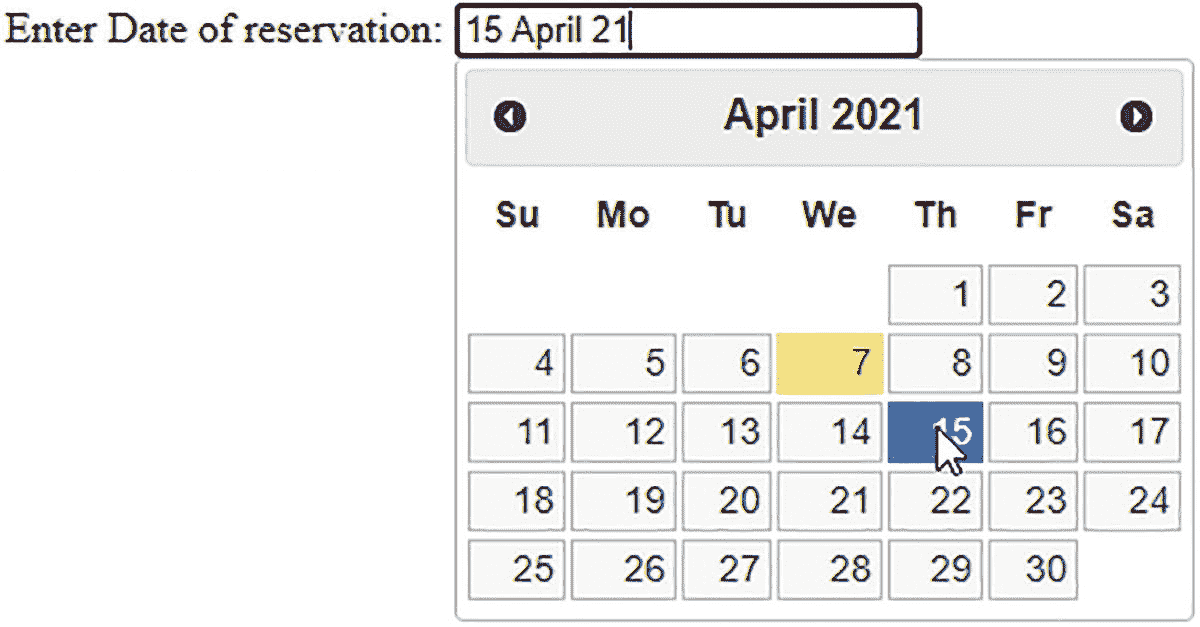 Enter Date of reservation: 15 April 21
April 2021
Su Mo Tu We Th Fr Sa
1 2 3
4 5 6 7 8 9 10
11 12 13 14 15 16 17
18 19 20 21 22 23 24
25 26 27 28 29 30